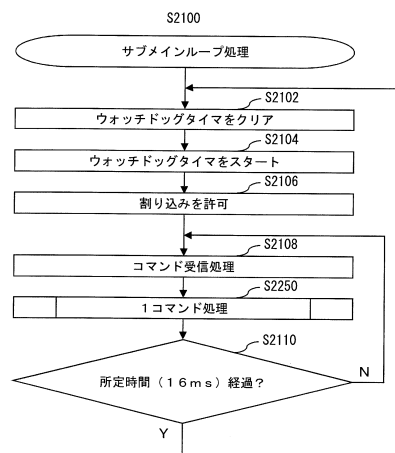 S2100
サブメインループ処理
S2102
ウォッチドッグタイマをクリア
S2104
ウォッチドッグタイマをスタート
S2106
割り込みを許可
S2108
コマンド受信処理
S2250
1コマンド処理
S2110
所定時間（16ms）経過？
N
Y